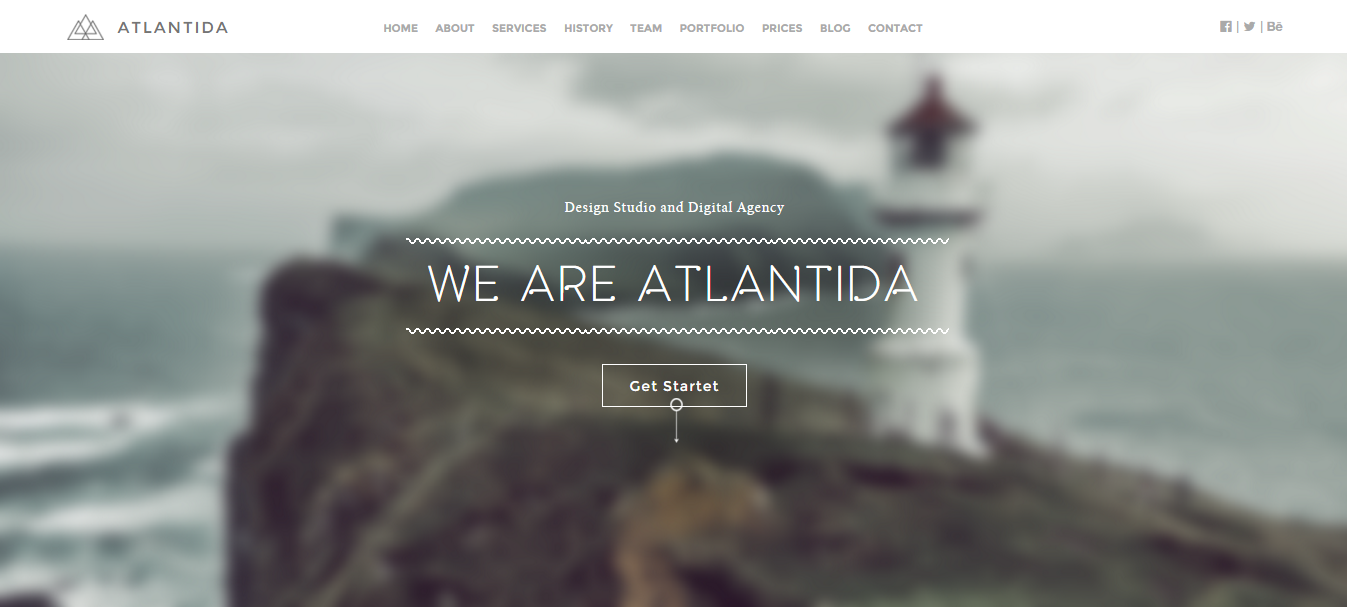 ATLANTIDA
HOME ABOUT SERVICES HISTORY TEAM PORTFOLIO PRICES BLOG CONTACT
| | Bē
Design Studio and Digital Agency
WE ARE ATLANTIDA
Get Startet